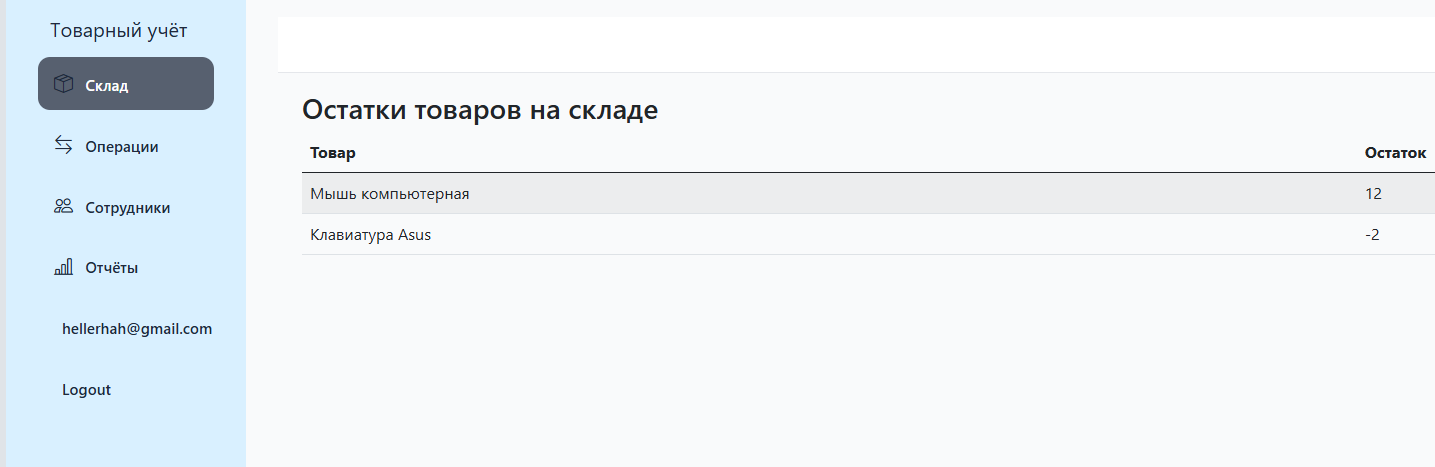 Товарный учёт
Склад
Операции
Сотрудники
Отчёты
hellerhah@gmail.com
Logout
Остатки товаров на складе
Товар Остаток
Мышь компьютерная 12
Клавиатура Asus -2